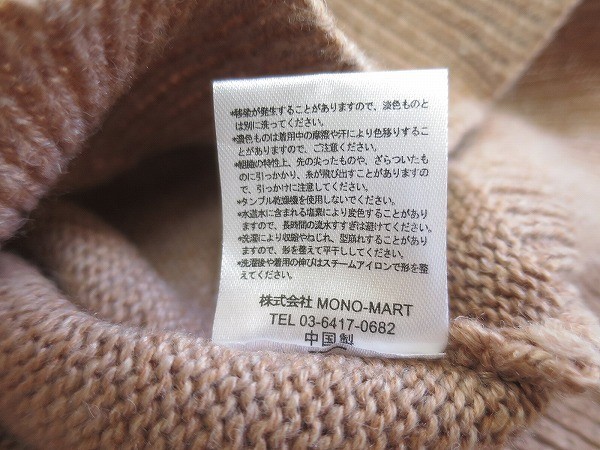 *移染が発生することがありますので、淡色ものと
は別に洗ってください。
*濃色ものは着用中の摩擦や汗により色移りするこ
とがありますので、ご注意ください。
*組織の特性上、先の尖ったものや、ざらついたも
のに引っかかり、糸が飛び出すことがありますの
で、引っかけに注意してください。
*タンブル乾燥機を使用しないでください。
*水道水に含まれる塩素により変色することがあり
ますので、長時間の流水すすぎは避けてください。
*洗濯により収縮やねじれ、型崩れすることがあり
ますので、形を整えて平干ししてください。
*洗濯後や着用の伸びはスチームアイロンで形を整
えてください。
株式会社 MONO-MART
TEL 03-6417-0682
中国製